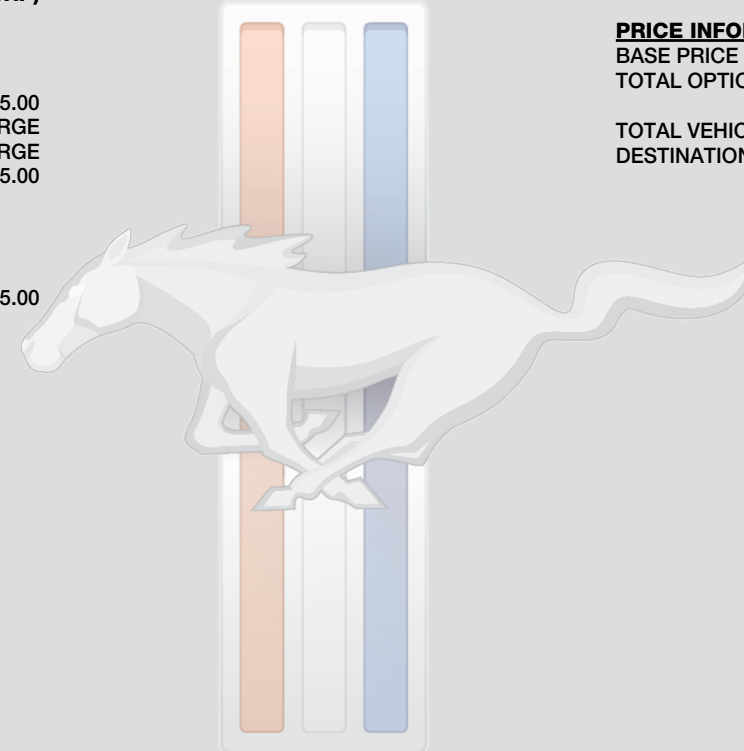 5.00
RGE
RGE
5.00
5.00
PRICE INFO
BASE PRICE
TOTAL OPTIO
TOTAL VEHIC
DESTINATION